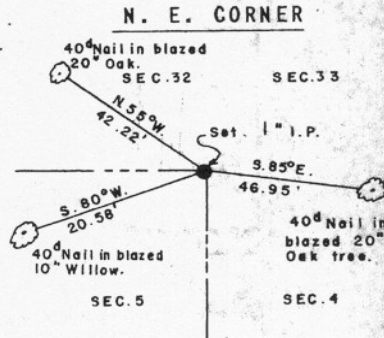 N. E. CORNER
40d Nail in blazed
20" Oak.
SEC.32
SEC.33
N.55°W.
42.22'
Set. 1" I.P.
S.85°E.
46.95'
S.80°W.
20.58'
40d Nail in
blazed 20"
Oak tree.
40d Nail in blazed
10" Willow.
SEC.5
SEC.4